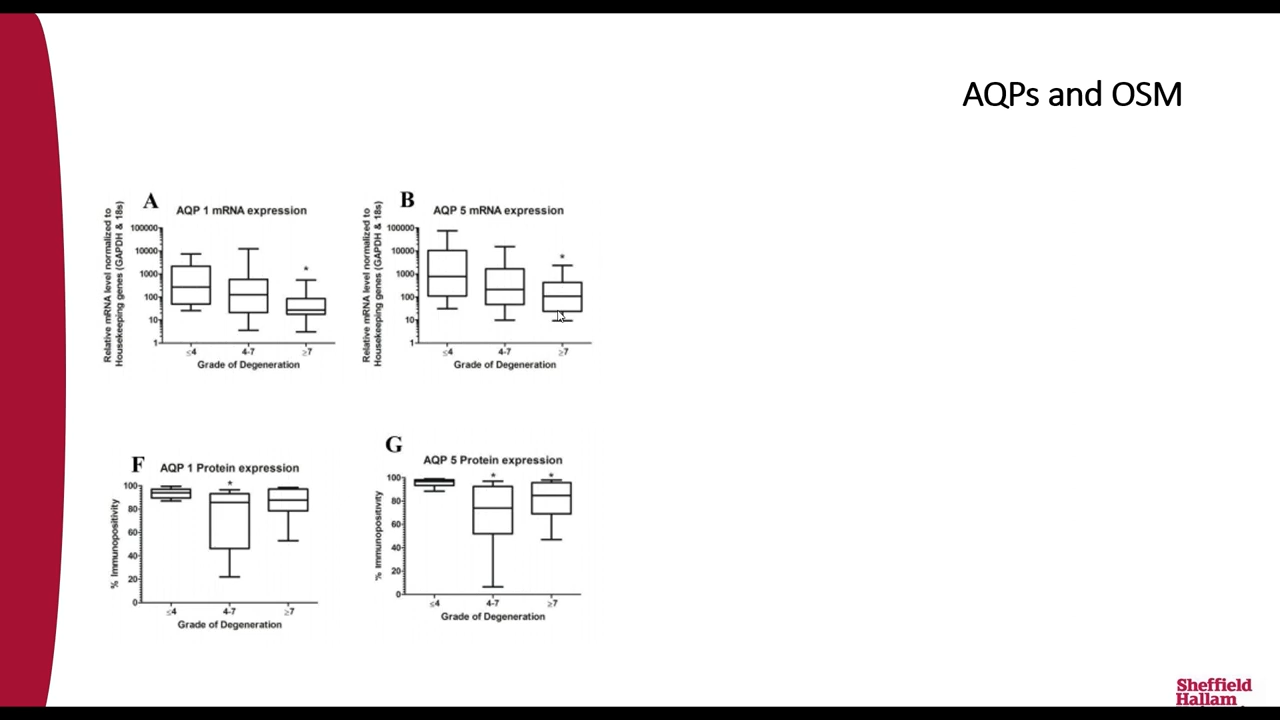 AQPs and OSM
A
AQP 1 mRNA expression
Relative mRNA level normalized to
Housekeeping genes (GAPDH & 18s)
100000
10000
1000
100
10
1
*
≤4 4-7 ≥7
Grade of Degeneration
B
AQP 5 mRNA expression
Relative mRNA level normalized to
Housekeeping genes (GAPDH & 18s)
100000
10000
1000
100
10
1
*
≤4 4-7 ≥7
Grade of Degeneration
F
AQP 1 Protein expression
% Immunopositivity
100
80
60
40
20
0
*
≤4 4-7 ≥7
Grade of Degeneration
G
AQP 5 Protein expression
% Immunopositivity
100
80
60
40
20
0
* *
≤4 4-7 ≥7
Grade of Degeneration
Sheffield
Hallam